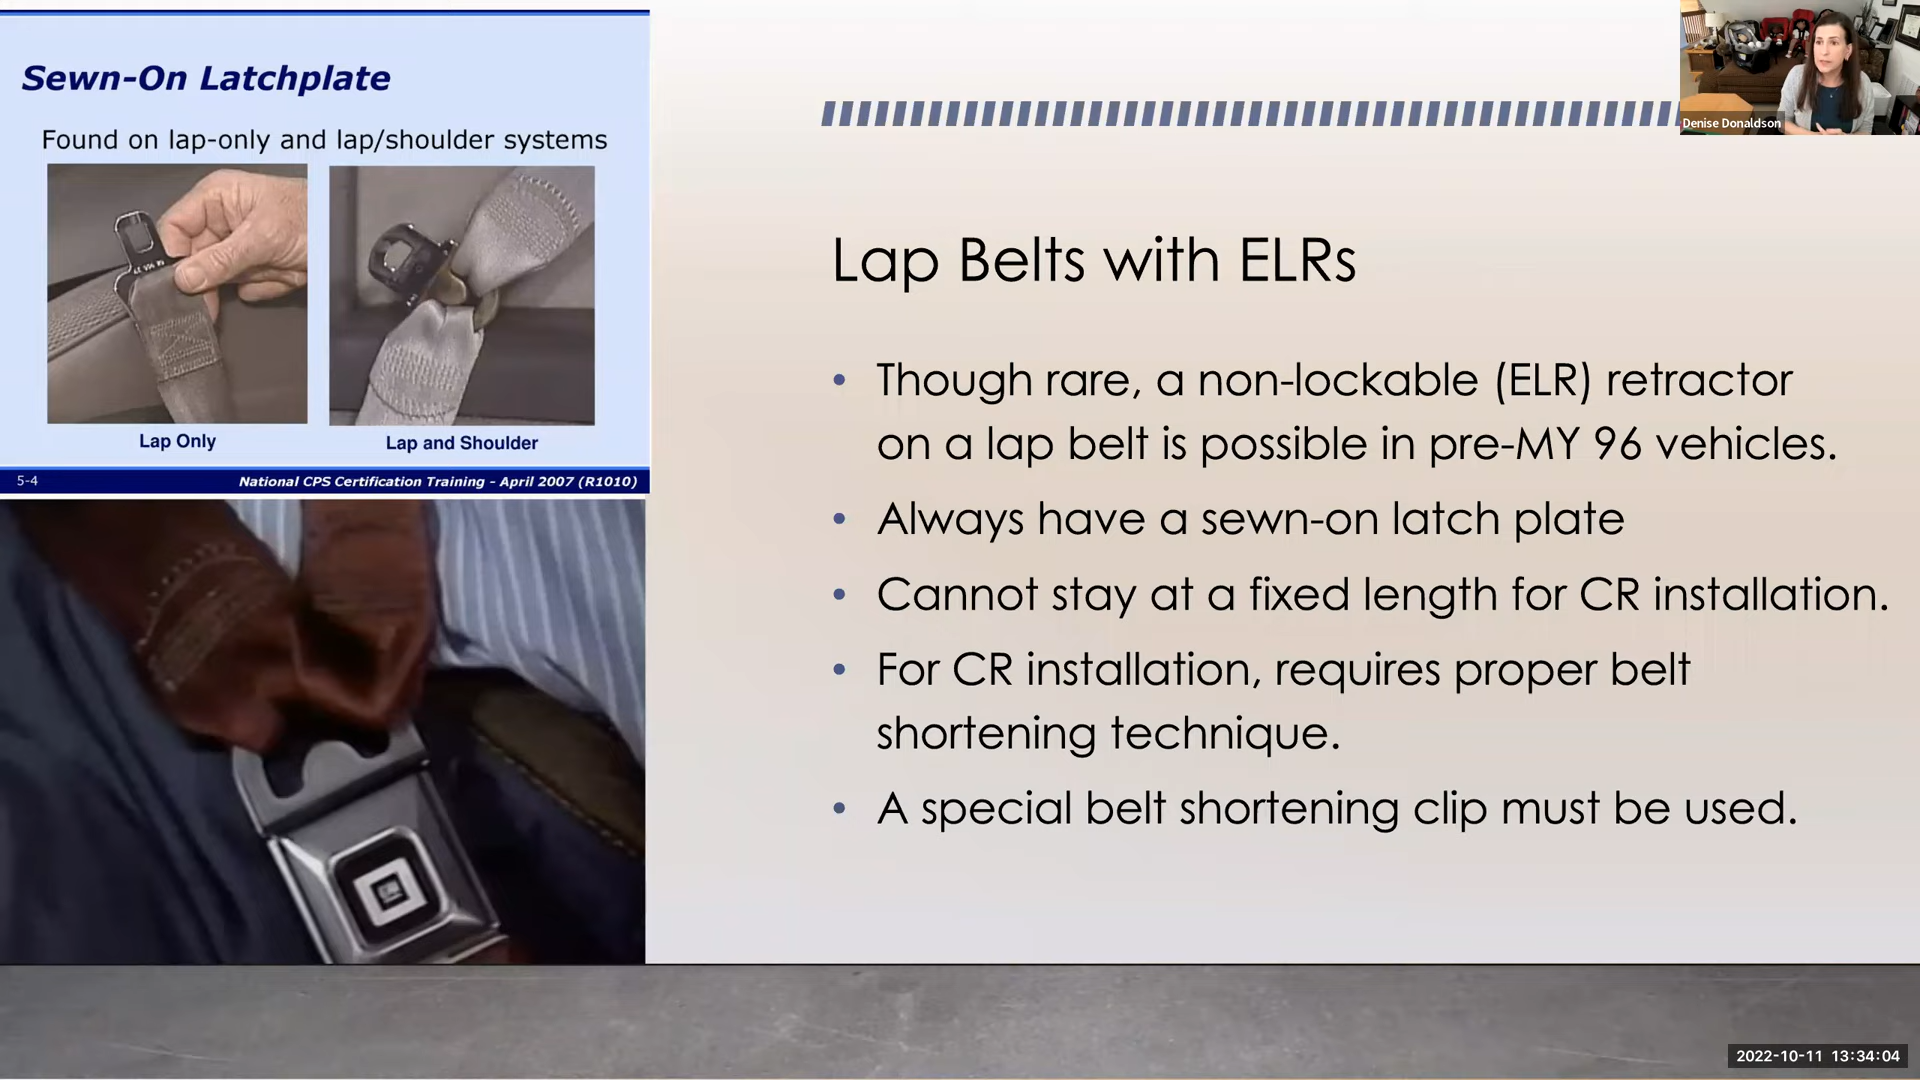 Sewn-On Latchplate
Found on lap-only and lap/shoulder systems
Lap Only
Lap and Shoulder
5-4
National CPS Certification Training - April 2007 (R1010)
Denise Donaldson
Lap Belts with ELRs
• Though rare, a non-lockable (ELR) retractor
on a lap belt is possible in pre-MY 96 vehicles.
• Always have a sewn-on latch plate
• Cannot stay at a fixed length for CR installation.
• For CR installation, requires proper belt
shortening technique.
• A special belt shortening clip must be used.
2022-10-11 13:34:04